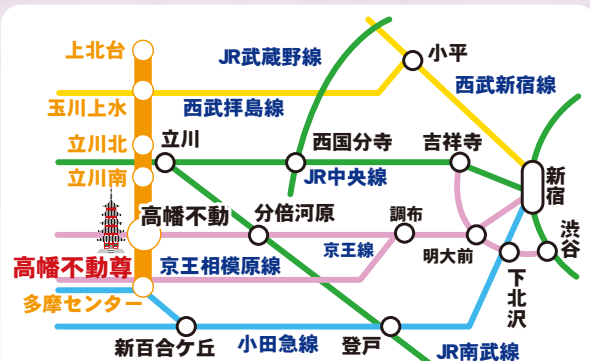 上北台
JR武蔵野線
小平
西武新宿線
玉川上水
西武拝島線
立川北
立川
西国分寺
吉祥寺
立川南
JR中央線
新宿
高幡不動
分倍河原
調布
渋谷
高幡不動尊
京王相模原線
京王線
明大前
下北沢
多摩センター
新百合ケ丘
小田急線
登戸
JR南武線